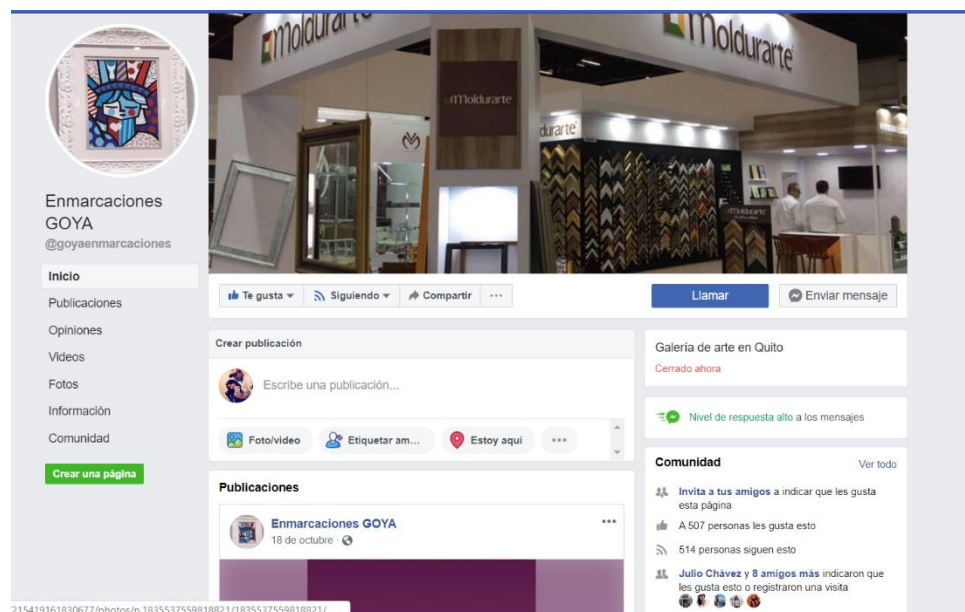 Moldurarte
Moldurarte
Moldurarte
durarte
Moldurarte
Enmarcaciones
GOYA
@goyaenmarcaciones
Inicio
Publicaciones
Opiniones
Videos
Fotos
Información
Comunidad
Crear una página
Te gusta
Siguiendo
Compartir
...
Llamar
Enviar mensaje
Crear publicación
Escribe una publicación...
Foto/video
Etiquetar am...
Estoy aquí
...
Publicaciones
Enmarcaciones GOYA
18 de octubre ·
...
Galería de arte en Quito
Cerrado ahora
Nivel de respuesta alto a los mensajes
Comunidad
Ver todo
Invita a tus amigos a indicar que les gusta
esta página
A 507 personas les gusta esto
514 personas siguen esto
Julio Chávez y 8 amigos más indicaron que
les gusta esto o registraron una visita
215419161830677/photos/p.1835537559818821/1835537559818821/